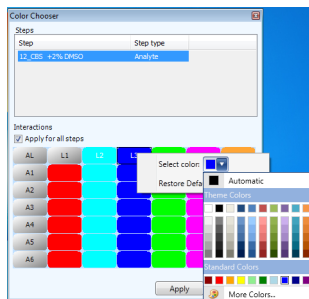 Color Chooser
Steps
Step Step type
12_CBS +2% DMSO Analyte
Interactions
Apply for all steps
AL L1 L2 L3
Select color:
A1
Automatic
Restore Defa
Theme Colors
A2
A3
A4
A5
Standard Colors
A6
Apply
More Colors...